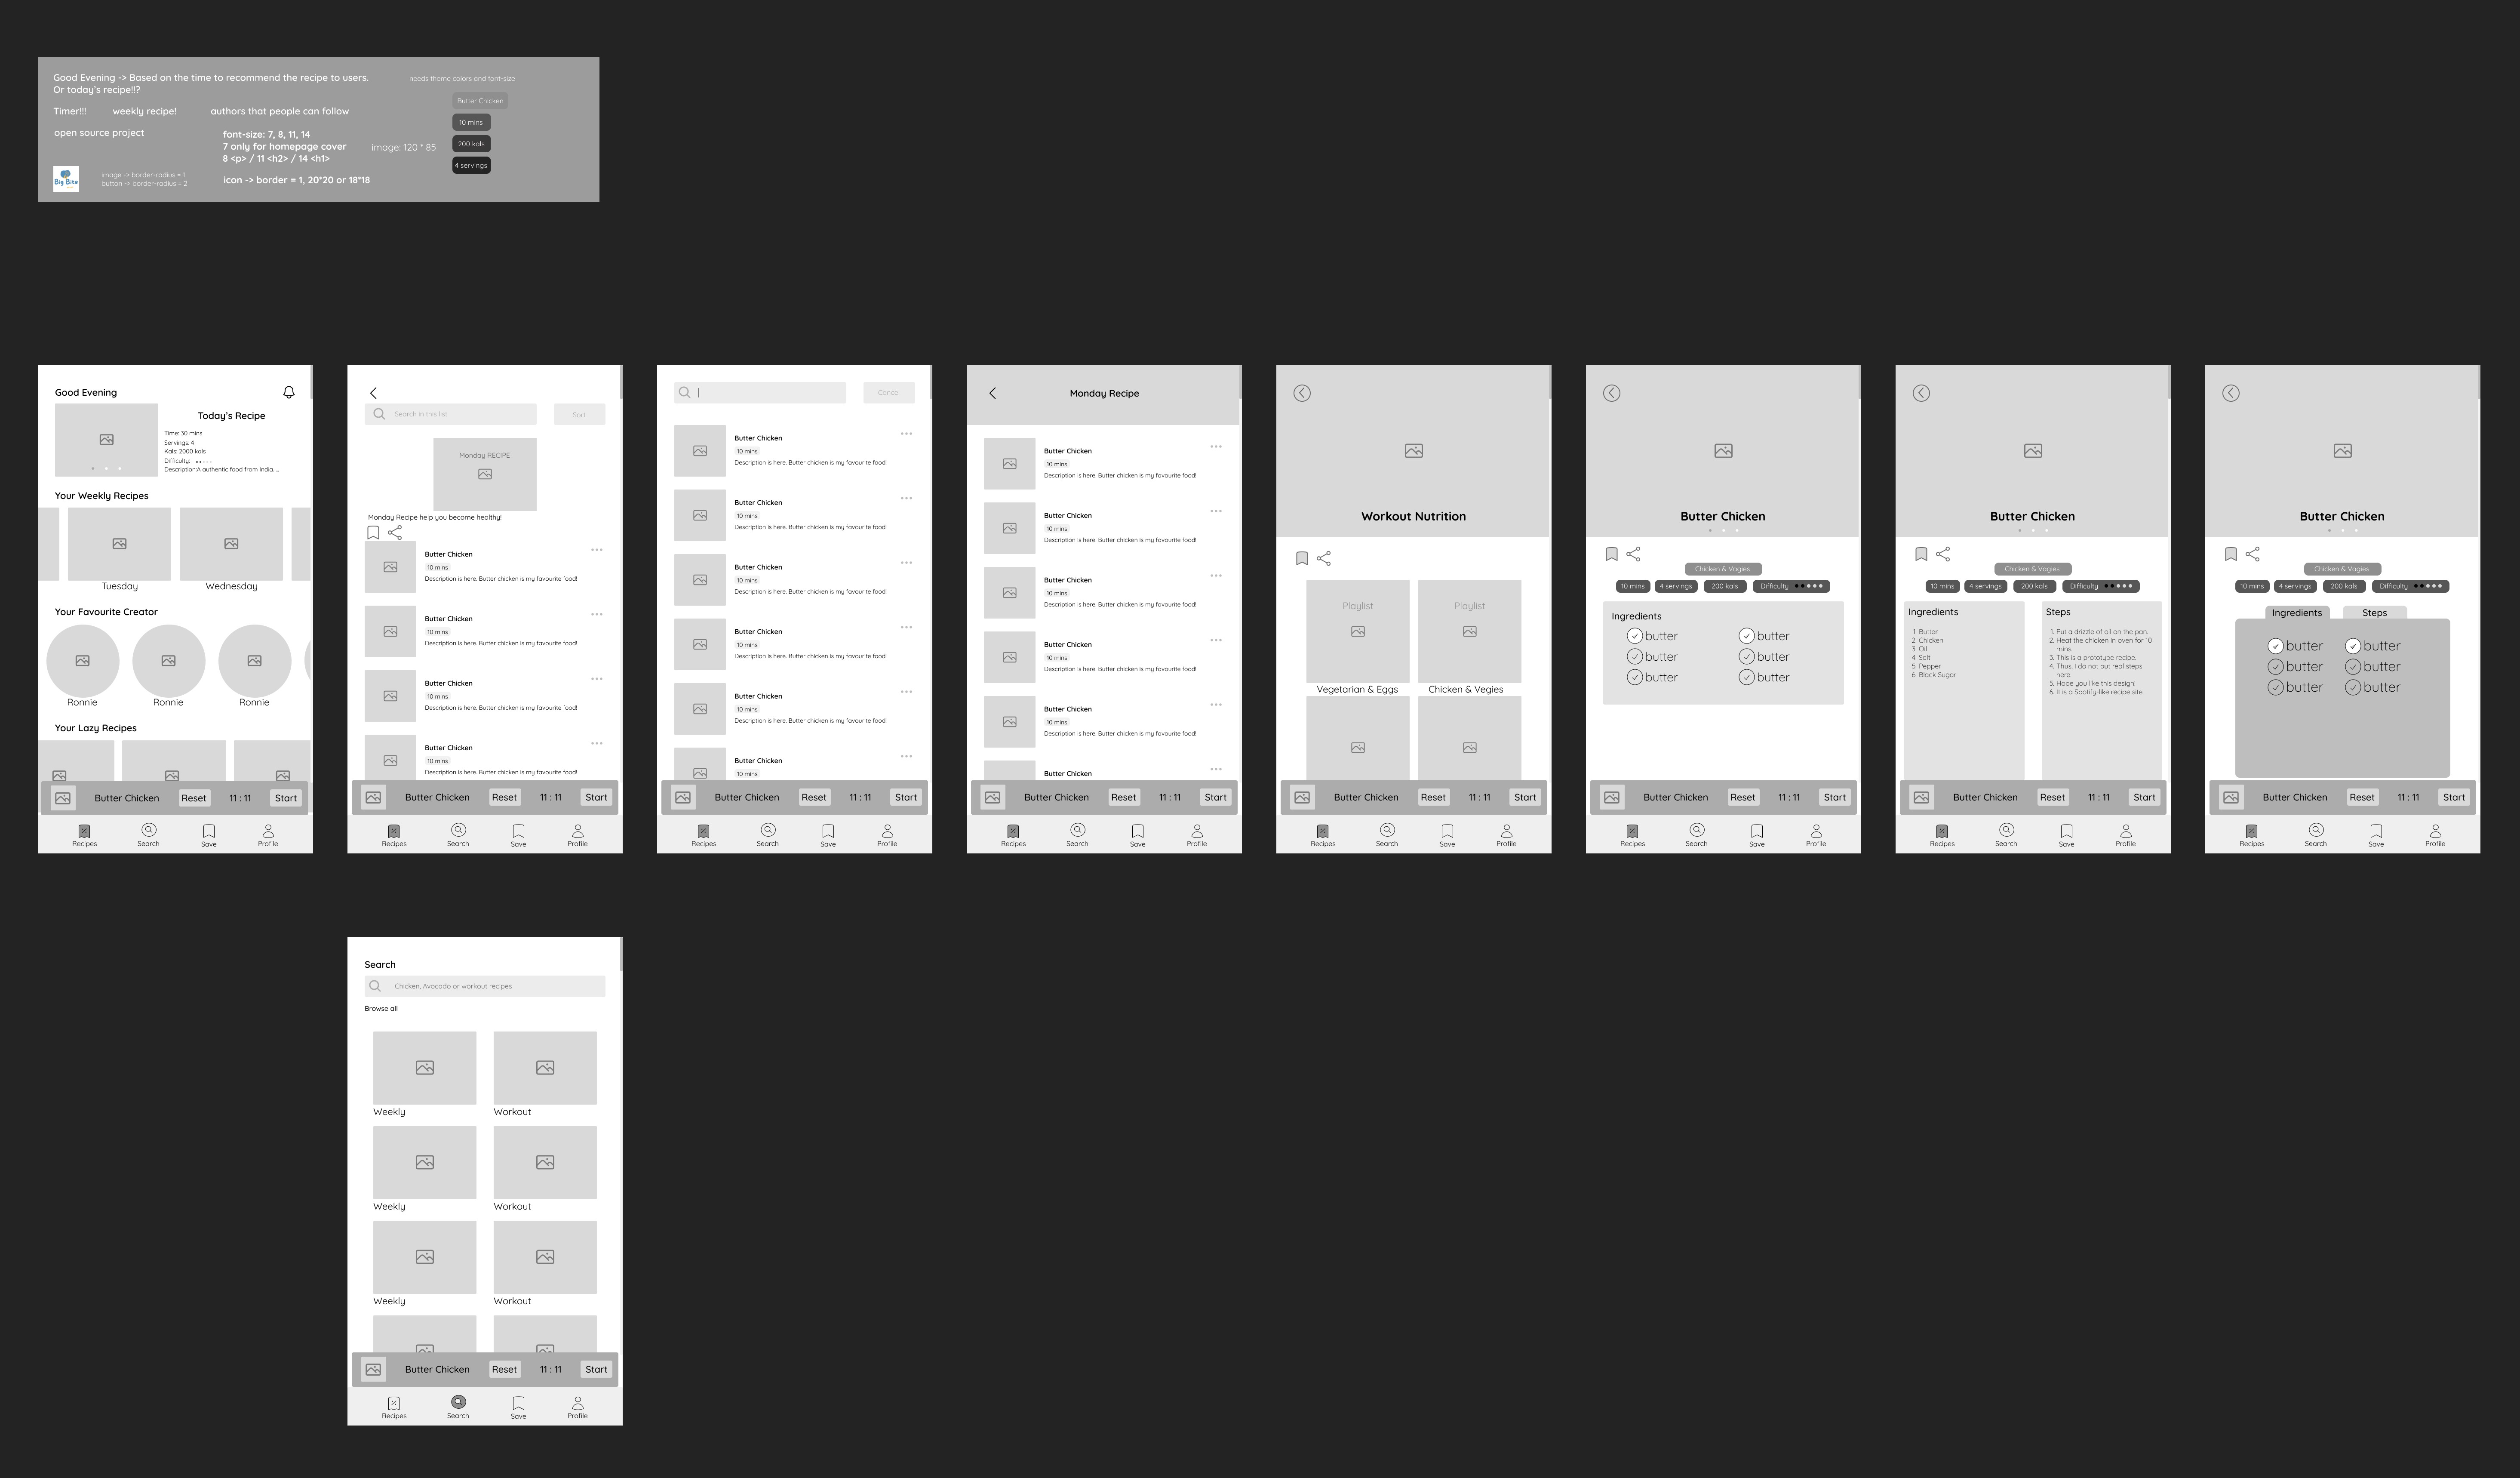 Good Evening -> Based on the time to recommend the recipe to users.
Or today's recipe!!?
needs theme colors and font-size
Timer!!!
weekly recipe!
authors that people can follow
open source project
font-size: 7, 8, 11, 14
7 only for homepage cover
8 <p> / 11 <h2> / 14 <h1>
image: 120 * 85
Butter Chicken
10 mins
200 kals
4 servings
Big Bite
image -> border-radius = 1
button -> border-radius = 2
icon -> border = 1, 20*20 or 18*18
Good Evening
Today's Recipe
Time: 30 mins
Servings: 4
Kals: 2000 kals
Difficulty:
Description:A authentic food from India. ...
Your Weekly Recipes
Tuesday
Wednesday
Your Favourite Creator
Ronnie
Ronnie
Ronnie
Your Lazy Recipes
Butter Chicken
Reset
11 : 11
Start
Recipes
Search
Save
Profile
Search in this list
Sort
Monday RECIPE
Monday Recipe help you become healthy!
Butter Chicken
10 mins
Description is here. Butter chicken is my favourite food!
Butter Chicken
10 mins
Description is here. Butter chicken is my favourite food!
Butter Chicken
10 mins
Description is here. Butter chicken is my favourite food!
Butter Chicken
10 mins
Description is here. Butter chicken is my favourite food!
Butter Chicken
Reset
11 : 11
Start
Recipes
Search
Save
Profile
Cancel
Butter Chicken
10 mins
Description is here. Butter chicken is my favourite food!
Butter Chicken
10 mins
Description is here. Butter chicken is my favourite food!
Butter Chicken
10 mins
Description is here. Butter chicken is my favourite food!
Butter Chicken
10 mins
Description is here. Butter chicken is my favourite food!
Butter Chicken
10 mins
Description is here. Butter chicken is my favourite food!
Butter Chicken
10 mins
Butter Chicken
Reset
11 : 11
Start
Recipes
Search
Save
Profile
Monday Recipe
Butter Chicken
10 mins
Description is here. Butter chicken is my favourite food!
Butter Chicken
10 mins
Description is here. Butter chicken is my favourite food!
Butter Chicken
10 mins
Description is here. Butter chicken is my favourite food!
Butter Chicken
10 mins
Description is here. Butter chicken is my favourite food!
Butter Chicken
10 mins
Description is here. Butter chicken is my favourite food!
Butter Chicken
Butter Chicken
Reset
11 : 11
Start
Recipes
Search
Save
Profile
Workout Nutrition
Playlist
Playlist
Vegetarian & Eggs
Chicken & Vegies
Butter Chicken
Reset
11 : 11
Start
Recipes
Search
Save
Profile
Butter Chicken
Chicken & Vagies
10 mins
4 servings
200 kals
Difficulty
Ingredients
butter
butter
butter
butter
butter
butter
Butter Chicken
Reset
11 : 11
Start
Recipes
Search
Save
Profile
Butter Chicken
Chicken & Vagies
10 mins
4 servings
200 kals
Difficulty
Ingredients
1. Butter
2. Chicken
3. Oil
4. Salt
5. Pepper
6. Black Sugar
Steps
1. Put a drizzle of oil on the pan.
2. Heat the chicken in oven for 10
mins.
3. This is a prototype recipe.
4. Thus, I do not put real steps
here.
5. Hope you like this design!
6. It is a Spotify-like recipe site.
Butter Chicken
Reset
11 : 11
Start
Recipes
Search
Save
Profile
Butter Chicken
Chicken & Vagies
10 mins
4 servings
200 kals
Difficulty
Ingredients
Steps
butter
butter
butter
butter
butter
butter
Butter Chicken
Reset
11 : 11
Start
Recipes
Search
Save
Profile
Search
Chicken, Avocado or workout recipes
Browse all
Weekly
Workout
Weekly
Workout
Weekly
Workout
Butter Chicken
Reset
11 : 11
Start
Recipes
Search
Save
Profile